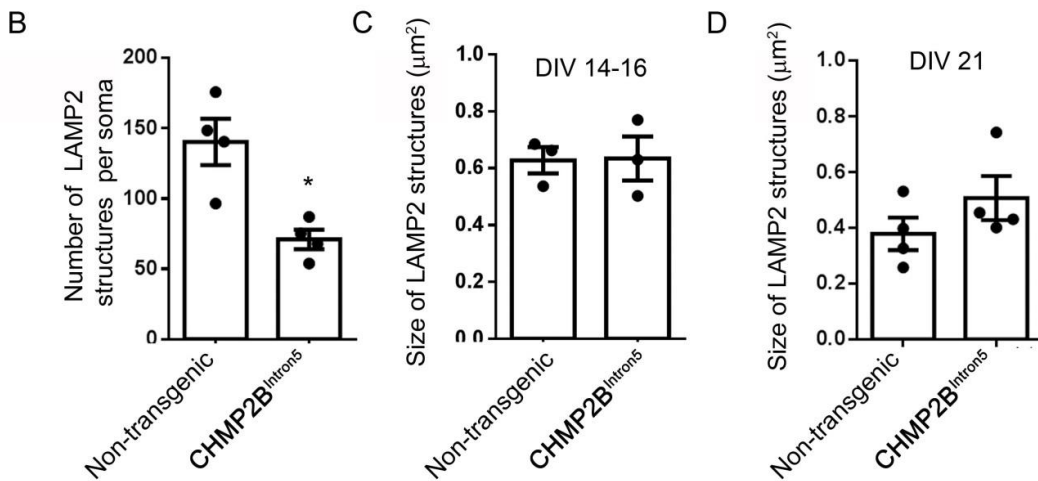 B
Number of LAMP2
structures per soma
200
150
100
50
0
*
Non-transgenic
CHMP2B^Intron5
C
Size of LAMP2 structures (μm²)
1.0
0.8
0.6
0.4
0.2
0.0
DIV 14-16
Non-transgenic
CHMP2B^Intron5
D
Size of LAMP2 structures (μm²)
1.0
0.8
0.6
0.4
0.2
0.0
DIV 21
Non-transgenic
CHMP2B^Intron5